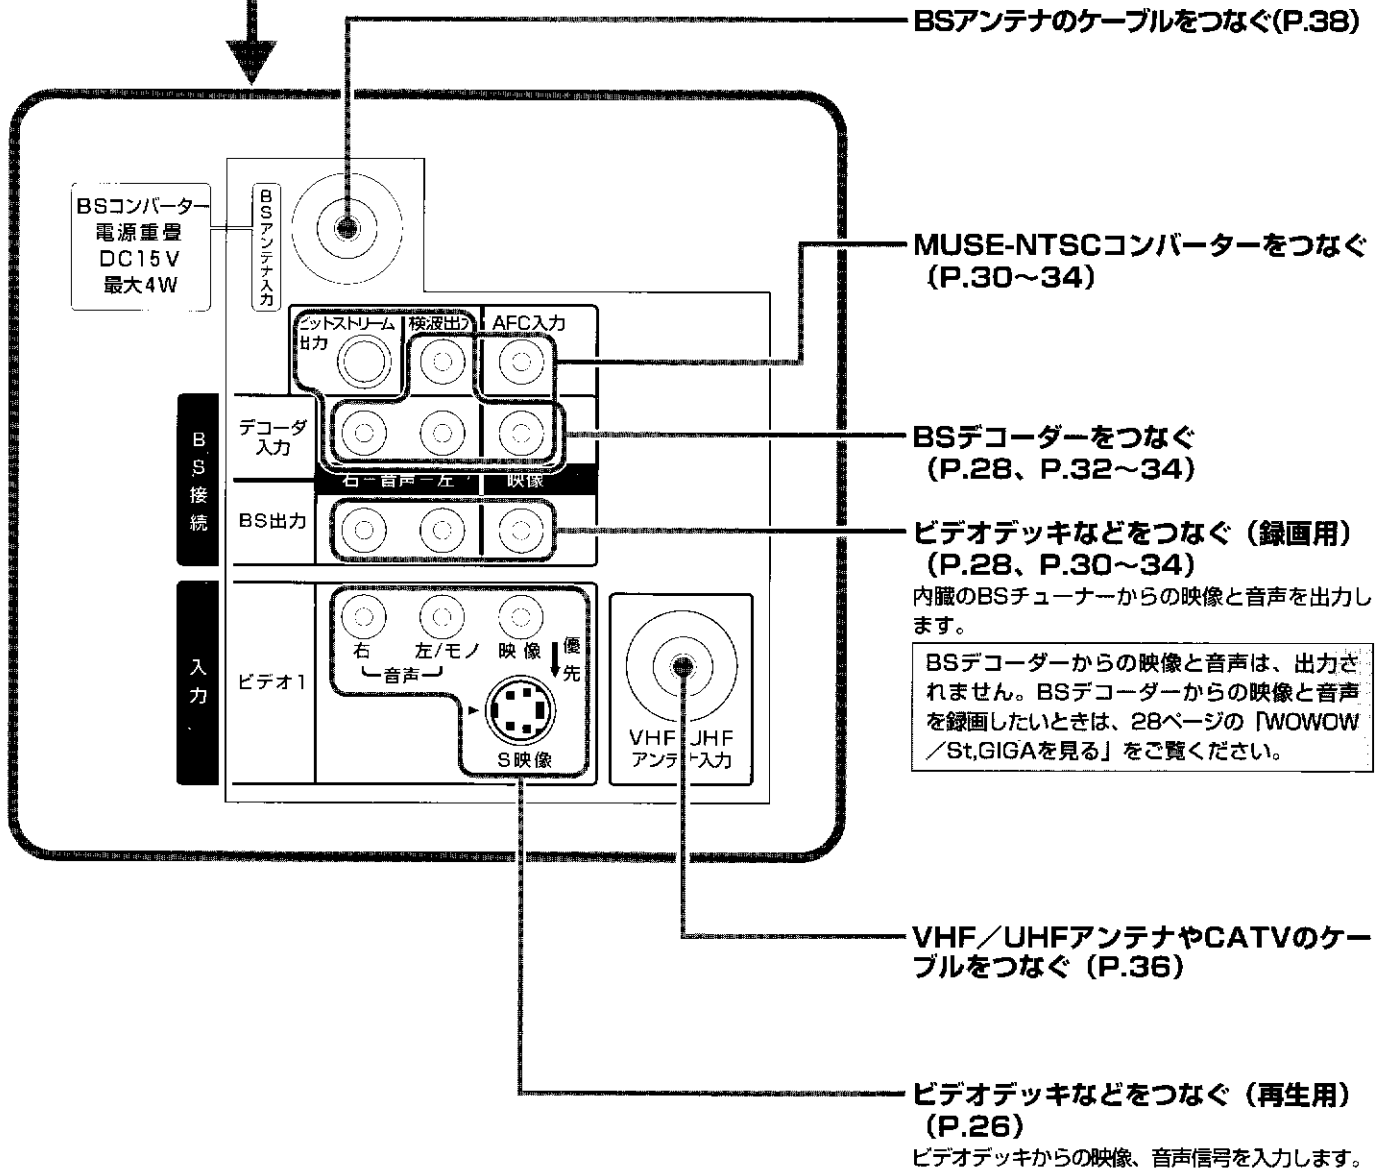 BSアンテナのケーブルをつなぐ(P.38)
BSコンバーター
電源重畳
DC15V
最大4W
BSアンテナ入力
MUSE-NTSCコンバーターをつなぐ
(P.30〜34)
ビットストリーム
出力
検波出力
AFC入力
BS接続
デコーダ
入力
BSデコーダーをつなぐ
(P.28、P.32〜34)
右－音声－左
映像
BS出力
ビデオデッキなどをつなぐ（録画用）
(P.28、P.30〜34)
内臓のBSチューナーからの映像と音声を出力し
ます。
BSデコーダーからの映像と音声は、出力さ
れません。BSデコーダーからの映像と音声
を録画したいときは、28ページの「WOWOW
／St,GIGAを見る」をご覧ください。
入力
ビデオ1
右
左/モノ
映像
優先
音声
S映像
VHF UHF
アンテナ入力
VHF／UHFアンテナやCATVのケー
ブルをつなぐ（P.36）
ビデオデッキなどをつなぐ（再生用）
(P.26)
ビデオデッキからの映像、音声信号を入力します。